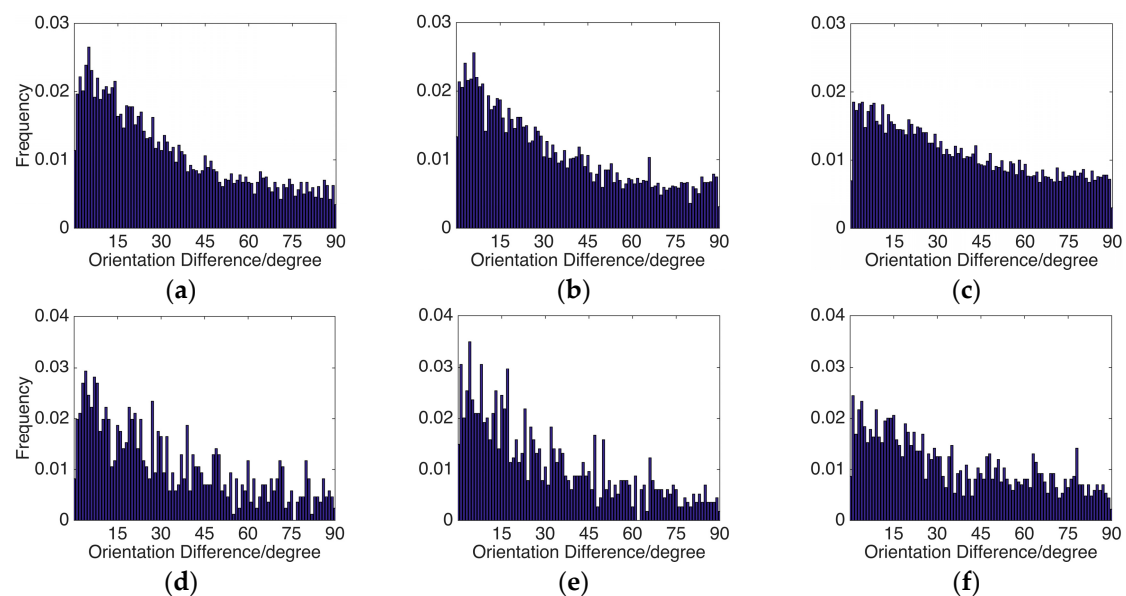 0.03 0.03 0.03
0.02 0.02 0.02
0.01 0.01 0.01
0 0 0
Frequency
15 30 45 60 75 90 15 30 45 60 75 90 15 30 45 60 75 90
Orientation Difference/degree Orientation Difference/degree Orientation Difference/degree
(a) (b) (c)
0.04 0.04 0.04
0.03 0.03 0.03
0.02 0.02 0.02
0.01 0.01 0.01
0 0 0
Frequency
15 30 45 60 75 90 15 30 45 60 75 90 15 30 45 60 75 90
Orientation Difference/degree Orientation Difference/degree Orientation Difference/degree
(d) (e) (f)